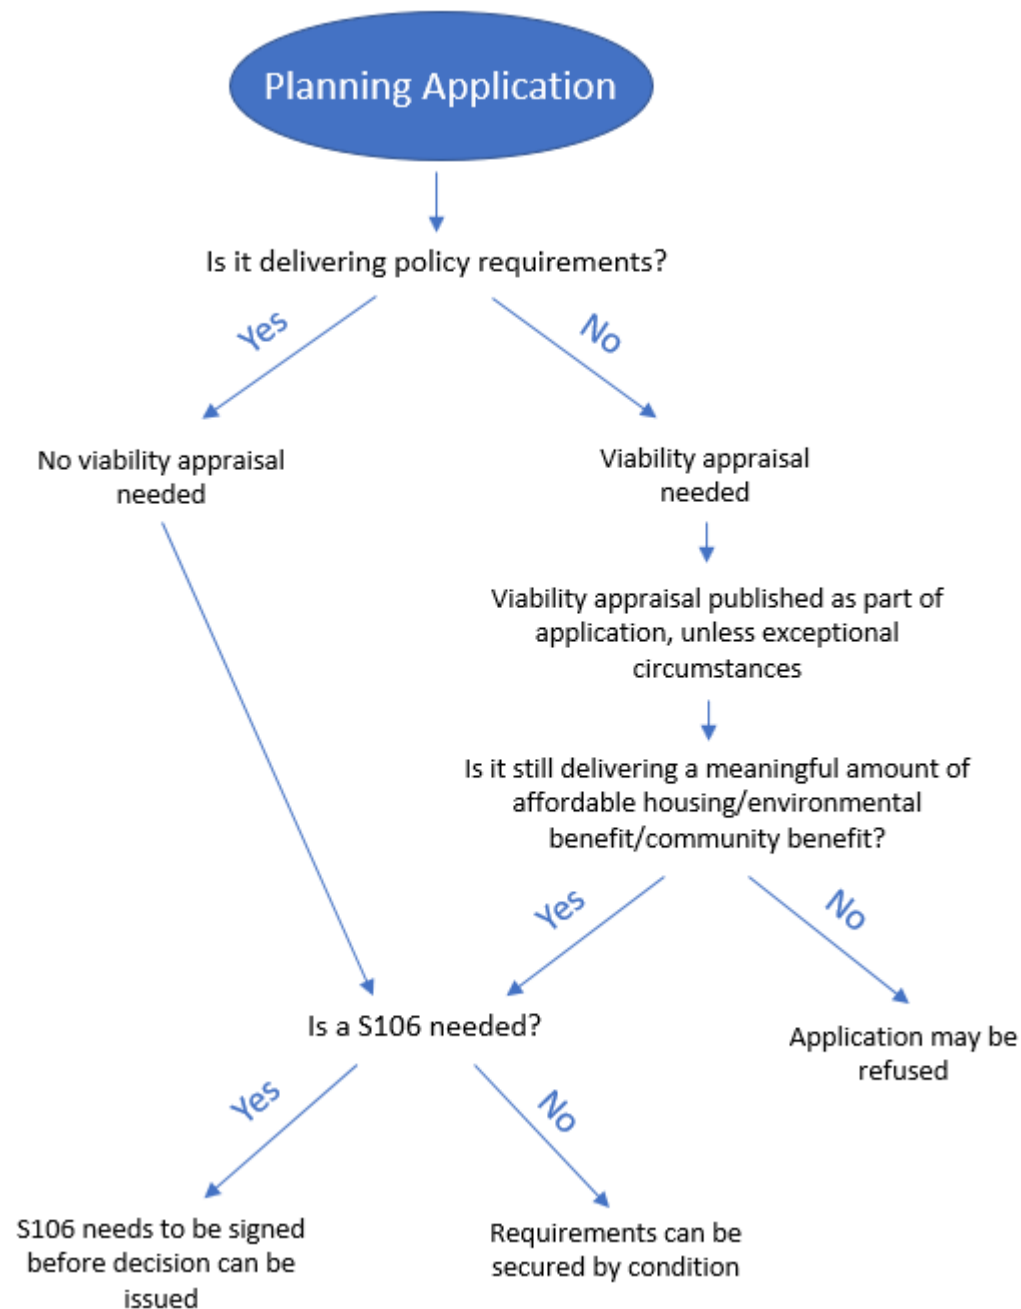 Planning Application
Is it delivering policy requirements?
Yes
No
No viability appraisal
needed
Viability appraisal
needed
Viability appraisal published as part of
application, unless exceptional
circumstances
Is it still delivering a meaningful amount of
affordable housing/environmental
benefit/community benefit?
Yes
No
Is a S106 needed?
Application may be
refused
Yes
No
S106 needs to be signed
before decision can be
issued
Requirements can be
secured by condition